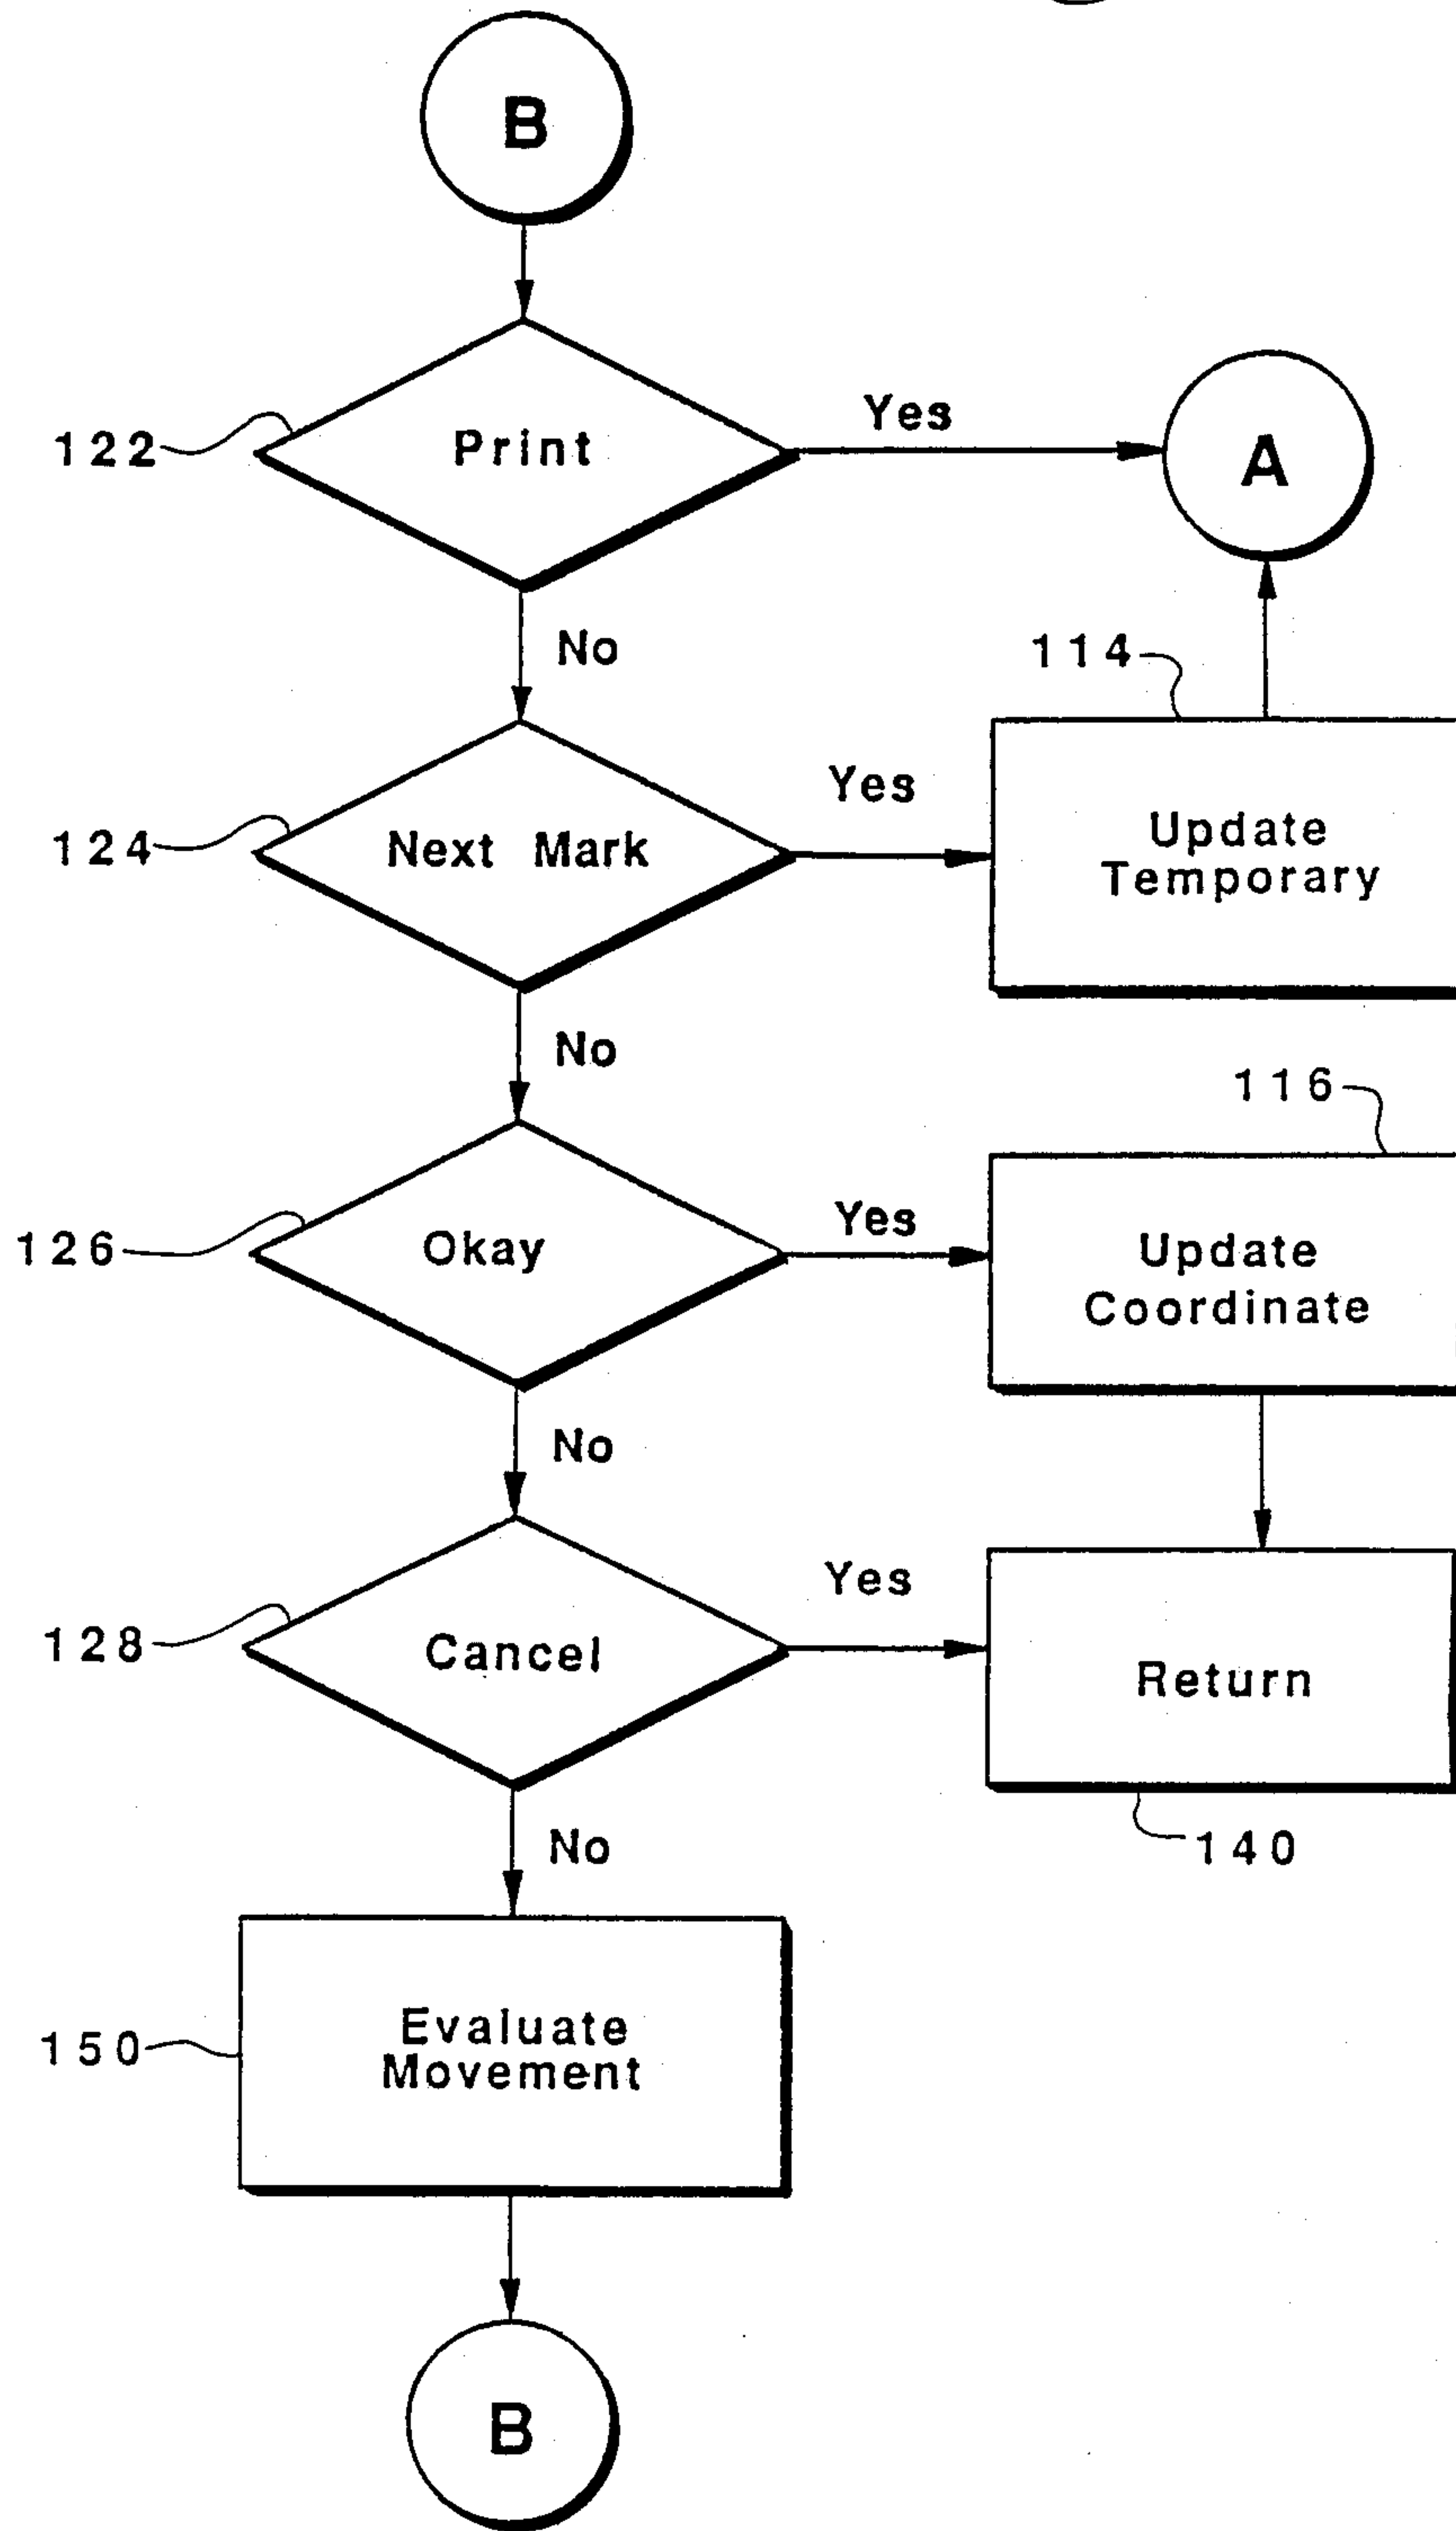 B
122
Print
Yes
A
No
114
124
Next Mark
Yes
Update
Temporary
No
116
126
Okay
Yes
Update
Coordinate
No
128
Cancel
Yes
Return
140
No
150
Evaluate
Movement
B